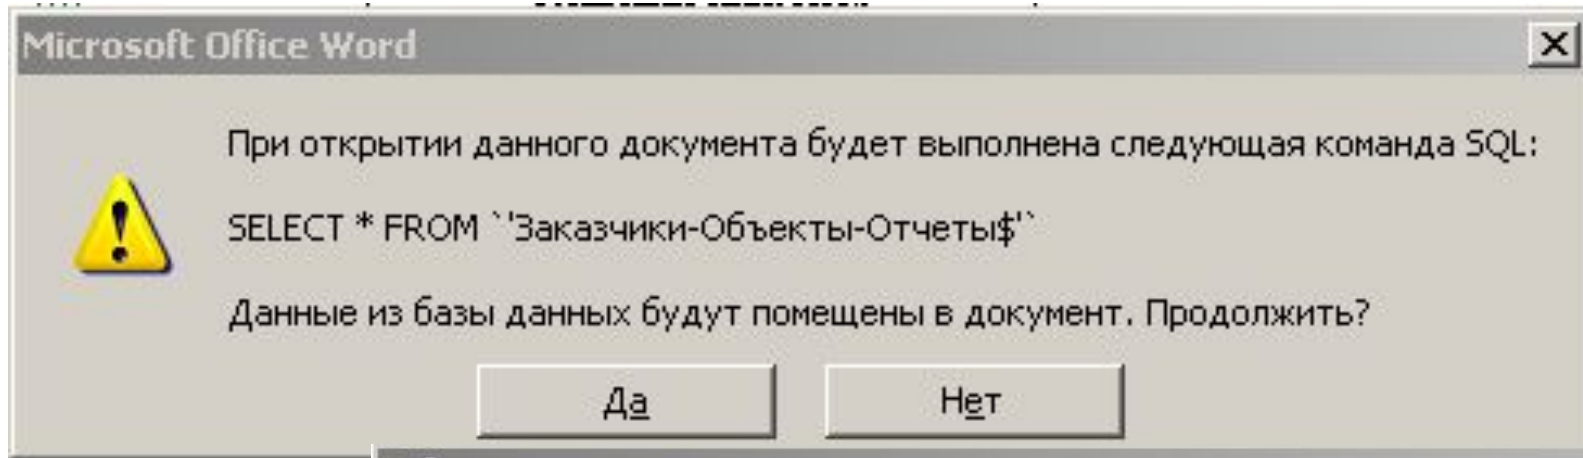 Microsoft Office Word
При открытии данного документа будет выполнена следующая команда SQL:
SELECT * FROM `'Заказчики-Объекты-Отчеты$'`
Данные из базы данных будут помещены в документ. Продолжить?
Да
Нет